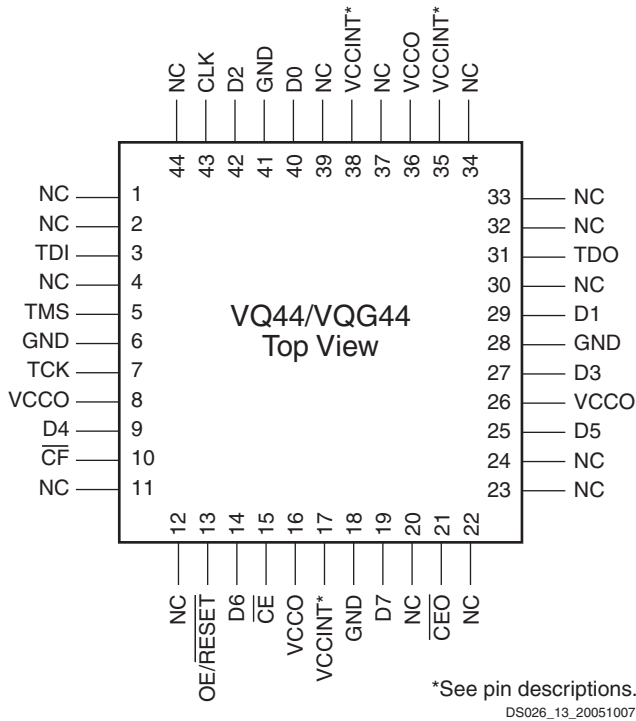 NC CLK D2 GND D0 NC VCCINT* NC VCCO VCCINT* NC
44 43 42 41 40 39 38 37 36 35 34
NC 1 33 NC
NC 2 32 NC
TDI 3 31 TDO
NC 4 30 NC
TMS 5 29 D1
GND 6 28 GND
TCK 7 27 D3
VCCO 8 26 VCCO
D4 9 25 D5
CF 10 24 NC
NC 11 23 NC
VQ44/VQG44
Top View
12 13 14 15 16 17 18 19 20 21 22
NC OE/RESET D6 CE VCCO VCCINT* GND D7 NC CEO NC
*See pin descriptions.
DS026_13_20051007